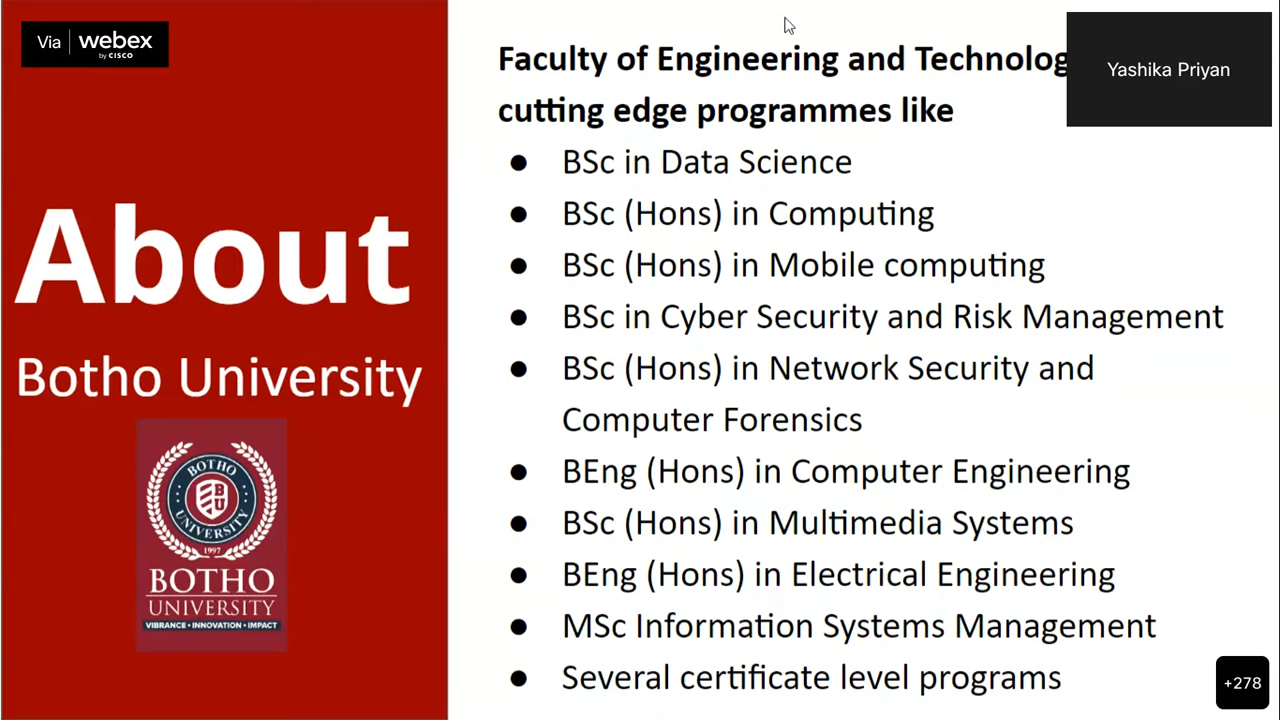 Via webex
by CISCO
Yashika Priyan
About
Botho University
BOTHO
UNIVERSITY
BU
1997
BOTHO
UNIVERSITY
VIBRANCE • INNOVATION • IMPACT
Faculty of Engineering and Technolog
cutting edge programmes like
● BSc in Data Science
● BSc (Hons) in Computing
● BSc (Hons) in Mobile computing
● BSc in Cyber Security and Risk Management
● BSc (Hons) in Network Security and
Computer Forensics
● BEng (Hons) in Computer Engineering
● BSc (Hons) in Multimedia Systems
● BEng (Hons) in Electrical Engineering
● MSc Information Systems Management
● Several certificate level programs
+278